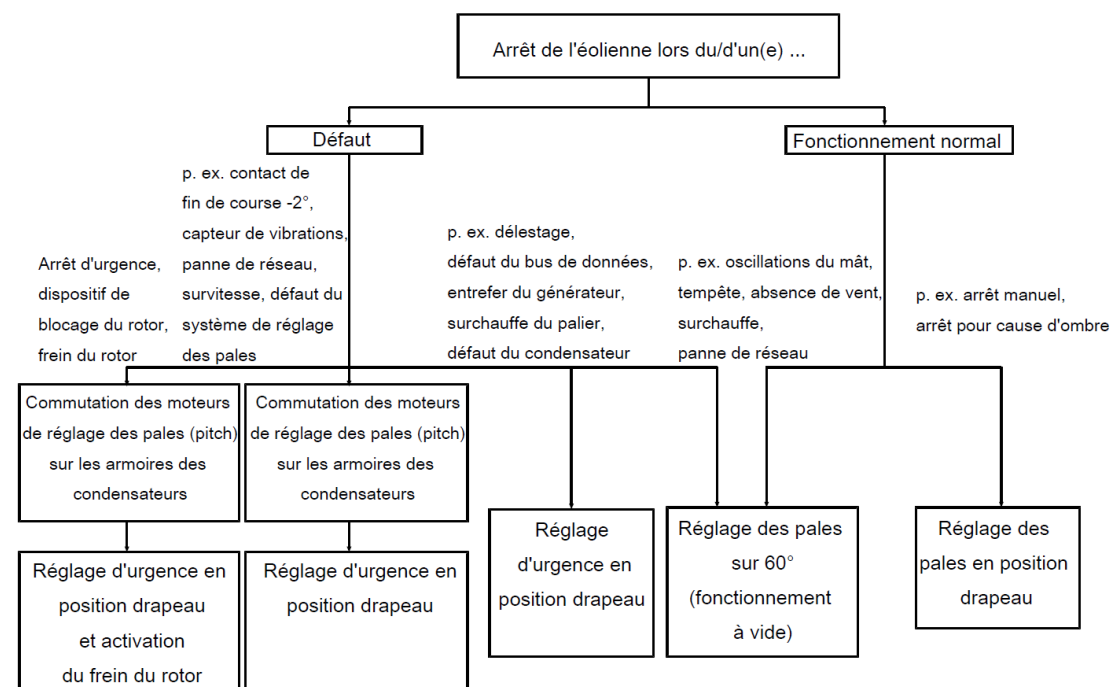 Arrêt de l'éolienne lors du/d'un(e) ...
Défaut
Fonctionnement normal
Arrêt d'urgence,
dispositif de
blocage du rotor,
frein du rotor
p. ex. contact de
fin de course -2°,
capteur de vibrations,
panne de réseau,
survitesse, défaut du
système de réglage
des pales
p. ex. délestage,
défaut du bus de données,
entrefer du générateur,
surchauffe du palier,
défaut du condensateur
p. ex. oscillations du mât,
tempête, absence de vent,
surchauffe,
panne de réseau
p. ex. arrêt manuel,
arrêt pour cause d'ombre
Commutation des moteurs
de réglage des pales (pitch)
sur les armoires des
condensateurs
Commutation des moteurs
de réglage des pales (pitch)
sur les armoires des
condensateurs
Réglage d'urgence en
position drapeau
et activation
du frein du rotor
Réglage d'urgence en
position drapeau
Réglage
d'urgence en
position drapeau
Réglage des pales
sur 60°
(fonctionnement
à vide)
Réglage des
pales en position
drapeau